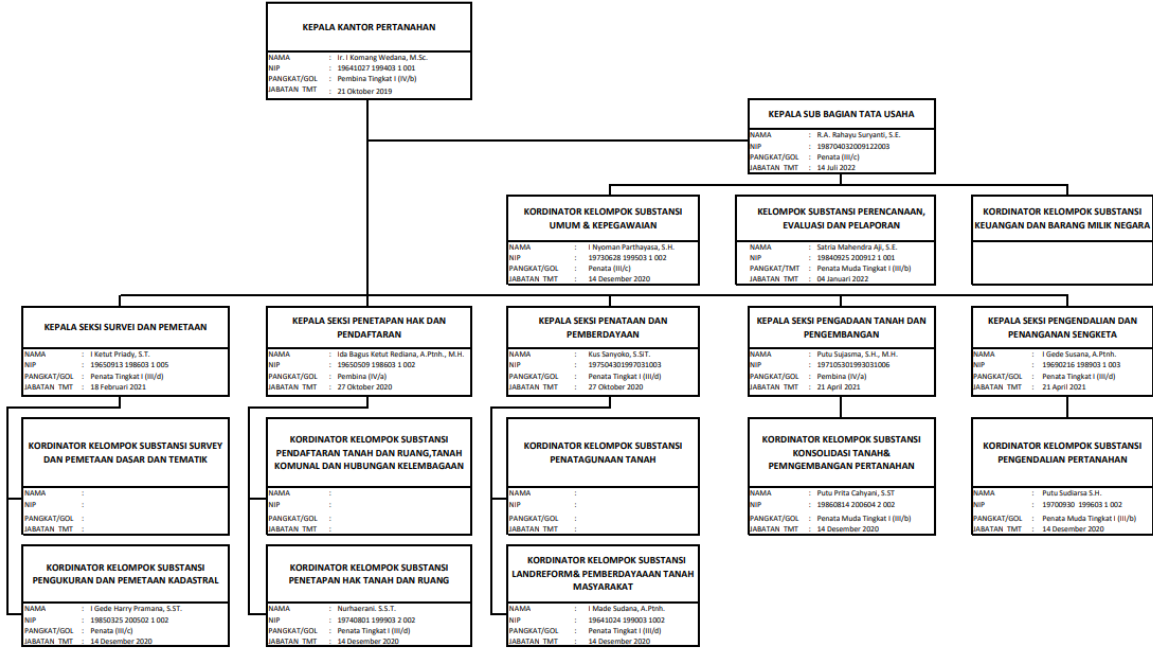 KEPALA KANTOR PERTANAHAN
NAMA : Ir. I Komang Wedana, M.Sc.
NIP : 19641027 199403 1 001
PANGKAT/GOL : Pembina Tingkat I (IV/b)
JABATAN TMT : 21 Oktober 2019
KEPALA SUB BAGIAN TATA USAHA
NAMA : R.A. Rahayu Suryanti, S.E.
NIP : 198704032009122003
PANGKAT/GOL : Penata (III/c)
JABATAN TMT : 14 Juli 2022
KORDINATOR KELOMPOK SUBSTANSI
UMUM & KEPEGAWAIAN
NAMA : I Nyoman Parthayasa, S.H.
NIP : 19730628 199503 1 002
PANGKAT/GOL : Penata (III/c)
JABATAN TMT : 14 Desember 2020
KELOMPOK SUBSTANSI PERENCANAAN,
EVALUASI DAN PELAPORAN
NAMA : Satria Mahendra Aji, S.E.
NIP : 19840925 200912 1 001
PANGKAT/TMT : Penata Muda Tingkat I (III/b)
JABATAN TMT : 04 Januari 2022
KORDINATOR KELOMPOK SUBSTANSI
KEUANGAN DAN BARANG MILIK NEGARA
KEPALA SEKSI SURVEI DAN PEMETAAN
NAMA : I Ketut Priady, S.T.
NIP : 19650913 198603 1 005
PANGKAT/GOL : Penata Tingkat I (III/d)
JABATAN TMT : 18 Februari 2021
KEPALA SEKSI PENETAPAN HAK DAN
PENDAFTARAN
NAMA : Ida Bagus Ketut Rediana, A.Ptnh., M.H.
NIP : 19650509 198603 1 002
PANGKAT/GOL : Pembina (IV/a)
JABATAN TMT : 27 Oktober 2020
KEPALA SEKSI PENATAAN DAN
PEMBERDAYAAN
NAMA : Kus Sanyoko, S.SiT.
NIP : 197504301997031003
PANGKAT/GOL : Penata Tingkat I (III/d)
JABATAN TMT : 27 Oktober 2020
KEPALA SEKSI PENGADAAN TANAH DAN
PENGEMBANGAN
NAMA : Putu Sujasma, S.H., M.H.
NIP : 197105301993031006
PANGKAT/GOL : Pembina (IV/a)
JABATAN TMT : 21 April 2021
KEPALA SEKSI PENGENDALIAN DAN
PENANGANAN SENGKETA
NAMA : I Gede Susana, A.Ptnh.
NIP : 19690216 198903 1 003
PANGKAT/GOL : Penata Tingkat I (III/d)
JABATAN TMT : 21 April 2021
KORDINATOR KELOMPOK SUBSTANSI SURVEY
DAN PEMETAAN DASAR DAN TEMATIK
NAMA :
NIP :
PANGKAT/GOL :
JABATAN TMT :
KORDINATOR KELOMPOK SUBSTANSI
PENDAFTARAN TANAH DAN RUANG,TANAH
KOMUNAL DAN HUBUNGAN KELEMBAGAAN
NAMA :
NIP :
PANGKAT/GOL :
JABATAN TMT :
KORDINATOR KELOMPOK SUBSTANSI
PENATAGUNAAN TANAH
NAMA :
NIP :
PANGKAT/GOL :
JABATAN TMT :
KORDINATOR KELOMPOK SUBSTANSI
KONSOLIDASI TANAH&
PEMNGEMBANGAN PERTANAHAN
NAMA : Putu Prita Cahyani, S.ST
NIP : 19860814 200604 2 002
PANGKAT/GOL : Penata Muda Tingkat I (III/b)
JABATAN TMT : 14 Desember 2020
KORDINATOR KELOMPOK SUBSTANSI
PENGENDALIAN PERTANAHAN
NAMA : Putu Sudiarsa S.H.
NIP : 19700930 199603 1 002
PANGKAT/GOL : Penata Muda Tingkat I (III/b)
JABATAN TMT : 14 Desember 2020
KORDINATOR KELOMPOK SUBSTANSI
PENGUKURAN DAN PEMETAAN KADASTRAL
NAMA : I Gede Harry Pramana, S.ST.
NIP : 19850325 200502 1 002
PANGKAT/GOL : Penata (III/c)
JABATAN TMT : 14 Desember 2020
KORDINATOR KELOMPOK SUBSTANSI
PENETAPAN HAK TANAH DAN RUANG
NAMA : Nurhaerani. S.S.T.
NIP : 19740801 199903 2 002
PANGKAT/GOL : Penata Tingkat I (III/d)
JABATAN TMT : 14 Desember 2020
KORDINATOR KELOMPOK SUBSTANSI
LANDREFORM& PEMBERDAYAAAN TANAH
MASYARAKAT
NAMA : I Made Sudana, A.Ptnh.
NIP : 19641024 199003 1002
PANGKAT/GOL : Penata Tingkat I (III/d)
JABATAN TMT : 14 Desember 2020